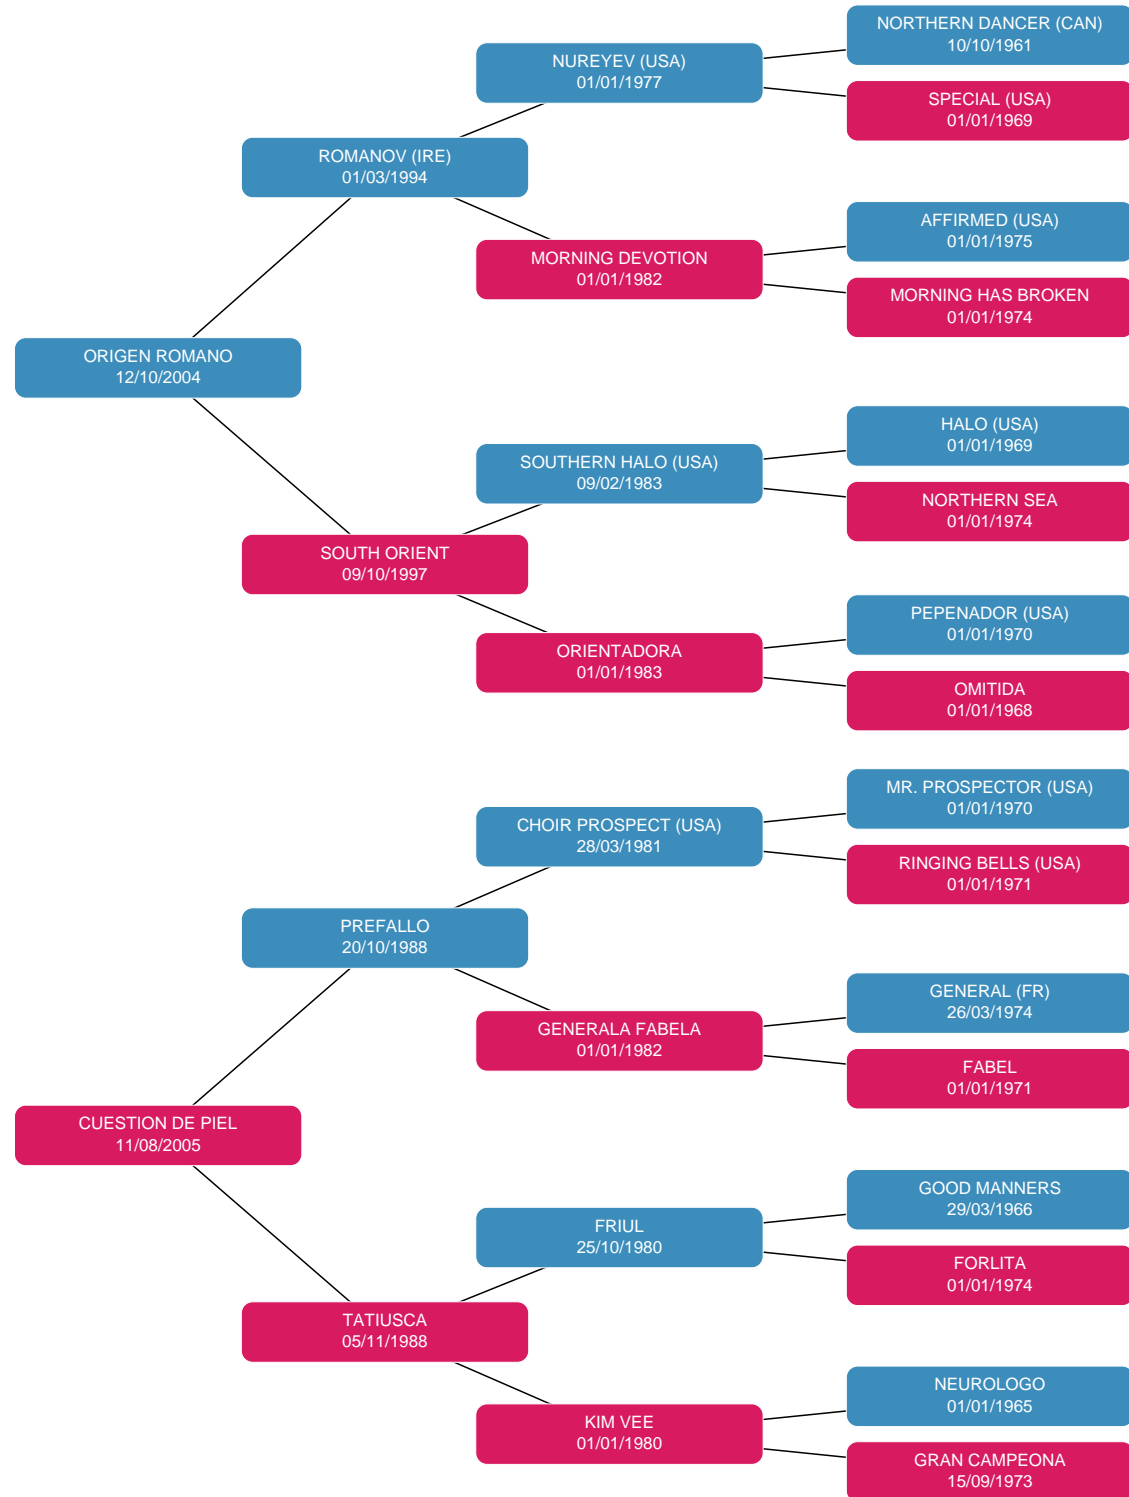 NORTHERN DANCER (CAN)
10/10/1961
NUREYEV (USA)
01/01/1977
SPECIAL (USA)
01/01/1969
ROMANOV (IRE)
01/03/1994
AFFIRMED (USA)
01/01/1975
MORNING DEVOTION
01/01/1982
MORNING HAS BROKEN
01/01/1974
ORIGEN ROMANO
12/10/2004
HALO (USA)
01/01/1969
SOUTHERN HALO (USA)
09/02/1983
NORTHERN SEA
01/01/1974
SOUTH ORIENT
09/10/1997
PEPENADOR (USA)
01/01/1970
ORIENTADORA
01/01/1983
OMITIDA
01/01/1968
MR. PROSPECTOR (USA)
01/01/1970
CHOIR PROSPECT (USA)
28/03/1981
RINGING BELLS (USA)
01/01/1971
PREFALLO
20/10/1988
GENERAL (FR)
26/03/1974
GENERALA FABELA
01/01/1982
FABEL
01/01/1971
CUESTION DE PIEL
11/08/2005
GOOD MANNERS
29/03/1966
FRIUL
25/10/1980
FORLITA
01/01/1974
TATIUSCA
05/11/1988
NEUROLOGO
01/01/1965
KIM VEE
01/01/1980
GRAN CAMPEONA
15/09/1973